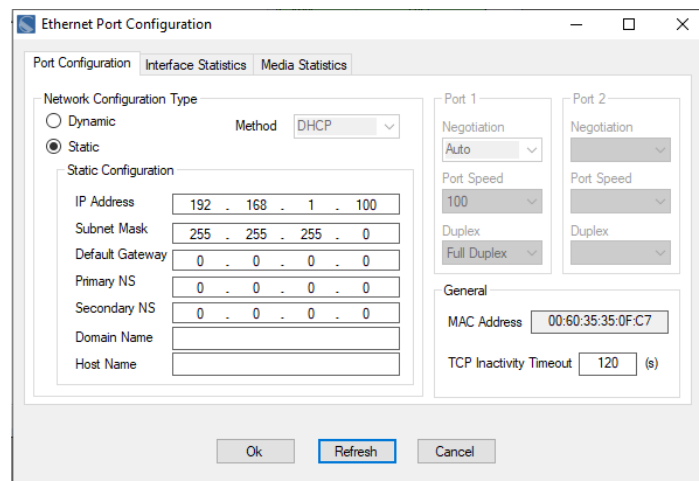 Ethernet Port Configuration
Port Configuration Interface Statistics Media Statistics
Network Configuration Type
Dynamic Method DHCP
Static
Static Configuration
IP Address 192 . 168 . 1 . 100
Subnet Mask 255 . 255 . 255 . 0
Default Gateway 0 . 0 . 0 . 0
Primary NS 0 . 0 . 0 . 0
Secondary NS 0 . 0 . 0 . 0
Domain Name
Host Name
Port 1
Negotiation
Auto
Port Speed
100
Duplex
Full Duplex
Port 2
Negotiation
Port Speed
Duplex
General
MAC Address 00:60:35:35:0F:C7
TCP Inactivity Timeout 120 (s)
Ok Refresh Cancel